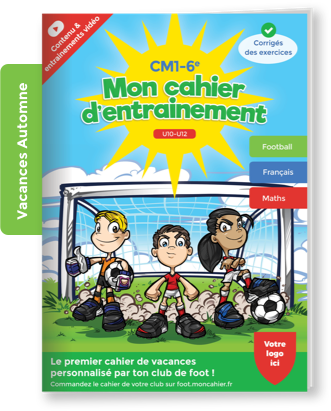 Contenu &
entrainements vidéo
Corrigés
des exercices
CM1-6e
Mon cahier
d'entrainement
U10-U12
Football
Français
Maths
Vacances Automne
Votre
logo
ici
Le premier cahier de vacances
personnalisé par ton club de foot !
Commandez le cahier de votre club sur foot.moncahier.fr